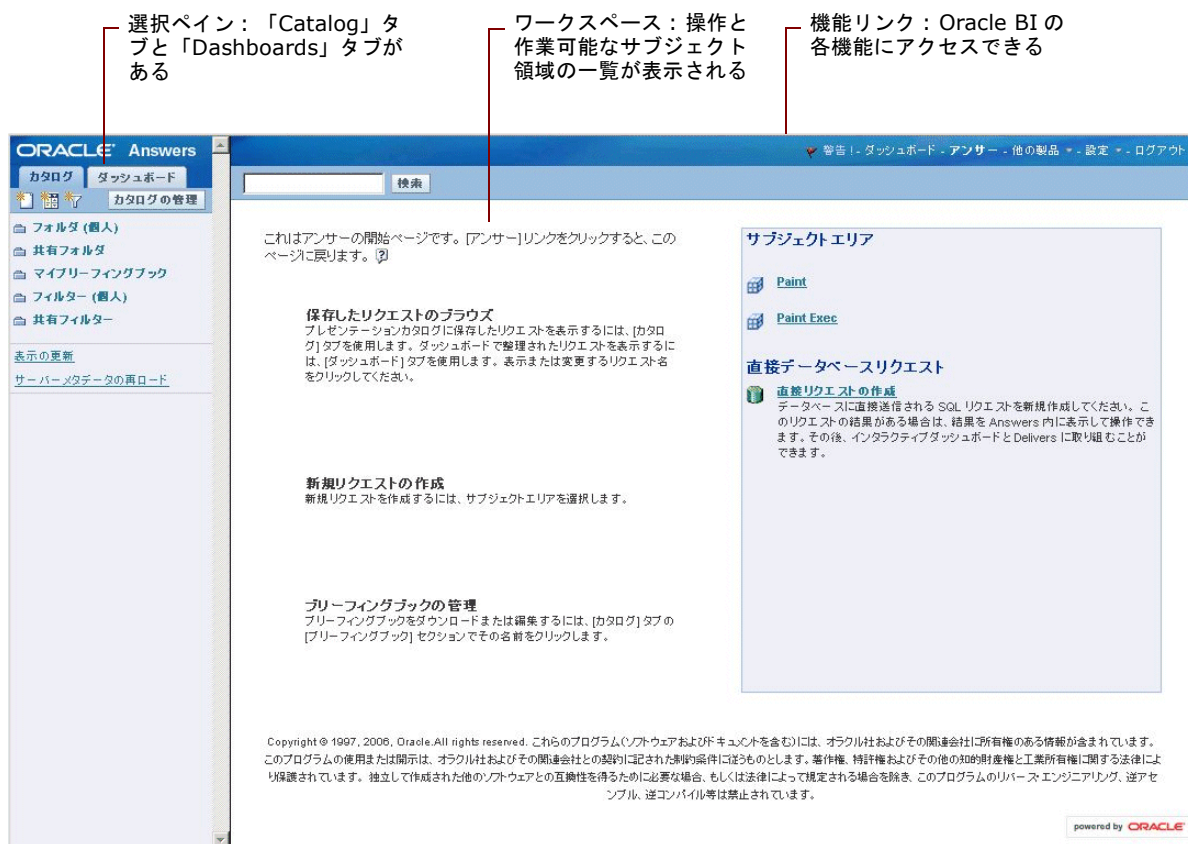 選択ペイン : 「Catalog」タ
ブと「Dashboards」タブが
ある
ワークスペース : 操作と
作業可能なサブジェクト
領域の一覧が表示される
機能リンク : Oracle BI の
各機能にアクセスできる
ORACLE Answers
警告! - ダッシュボード - アンサー - 他の製品 - 設定 - ログアウト
カタログ ダッシュボード
検索
カタログの管理
フォルダ (個人)
共有フォルダ
マイブリーフィングブック
フィルター (個人)
共有フィルター
表示の更新
サーバーメタデータの再ロード
これはアンサーの開始ページです。[アンサー]リンクをクリックすると、この
ページに戻ります。
保存したリクエストのブラウズ
プレゼンテーションカタログに保存したリクエストを表示するには、[カタロ
グ] タブを使用します。ダッシュボードで整理されたリクエストを表示するに
は、[ダッシュボード] タブを使用します。表示または変更するリクエスト名
をクリックしてください。
新規リクエストの作成
新規リクエストを作成するには、サブジェクトエリアを選択します。
ブリーフィングブックの管理
ブリーフィングブックをダウンロードまたは編集するには、[カタログ] タブの
[ブリーフィングブック] セクションでその名前をクリックします。
サブジェクトエリア
Paint
Paint Exec
直接データベースリクエスト
直接リクエストの作成
データベースに直接送信される SQL リクエストを新規作成してください。こ
のリクエストの結果がある場合は、結果を Answers 内に表示して操作でき
ます。その後、インタラクティブダッシュボードと Delivers に取り組むことが
できます。
Copyright © 1997, 2006, Oracle.All rights reserved. これらのプログラム(ソフトウェアおよびドキュメントを含む)には、オラクル社およびその関連会社に所有権のある情報が含まれています。
このプログラムの使用または開示は、オラクル社およびその関連会社との契約に記された制約条件に従うものとします。著作権、特許権およびその他の知的財産権と工業所有権に関する法律によ
り保護されています。独立して作成された他のソフトウェアとの互換性を得るために必要な場合、もしくは法律によって規定される場合を除き、このプログラムのリバース・エンジニアリング、逆アセ
ンブル、逆コンパイル等は禁止されています。
powered by ORACLE